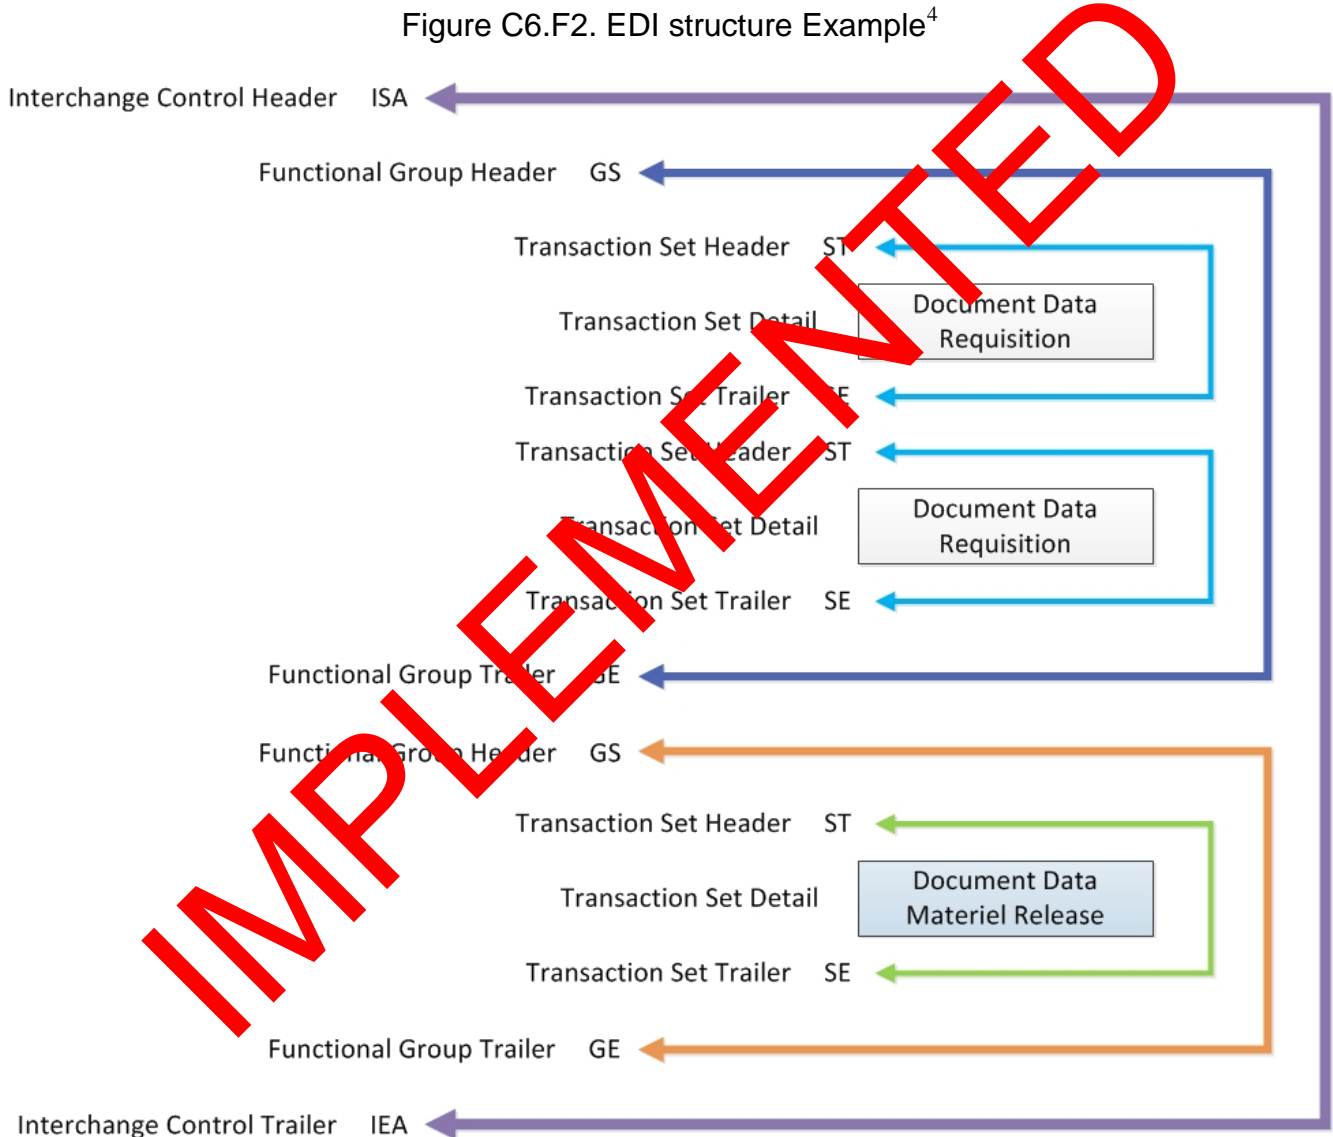 Figure C6.F2. EDI structure Example4
Interchange Control Header ISA
Functional Group Header GS
Transaction Set Header ST
Transaction Set Detail
Document Data
Requisition
Transaction Set Trailer SE
Transaction Set Header ST
Transaction Set Detail
Document Data
Requisition
Transaction Set Trailer SE
Functional Group Trailer GE
Functional Group Header GS
Transaction Set Header ST
Transaction Set Detail
Document Data
Materiel Release
Transaction Set Trailer SE
Functional Group Trailer GE
Interchange Control Trailer IEA
IMPLEMENTED